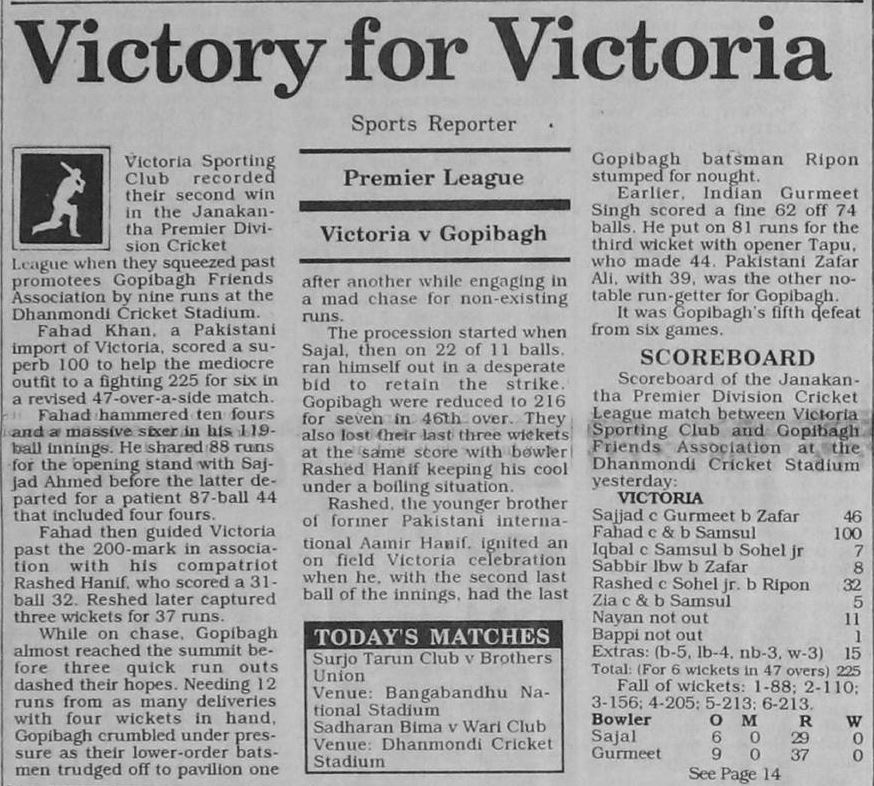 Victory for Victoria
Sports Reporter
Victoria Sporting
Club recorded
their second win
in the Janakan-
tha Premier Divi-
sion Cricket
League when they squeezed past
promotees Gopibagh Friends
Association by nine runs at the
Dhanmondi Cricket Stadium.
Fahad Khan, a Pakistani
import of Victoria, scored a su-
perb 100 to help the mediocre
outfit to a fighting 225 for six in
a revised 47-over-a-side match.
Fahad hammered ten fours
and a massive sixer in his 119-
ball innings. He shared 88 runs
for the opening stand with Saj-
jad Ahmed before the latter de-
parted for a patient 87-ball 44
that included four fours.
Fahad then guided Victoria
past the 200-mark in associa-
tion with his compatriot
Rashed Hanif, who scored a 31-
ball 32. Reshed later captured
three wickets for 37 runs.
While on chase, Gopibagh
almost reached the summit be-
fore three quick run outs
dashed their hopes. Needing 12
runs from as many deliveries
with four wickets in hand,
Gopibagh crumbled under pres-
sure as their lower-order bats-
men trudged off to pavilion one
Premier League
Victoria v Gopibagh
after another while engaging in
a mad chase for non-existing
runs.
The procession started when
Sajal, then on 22 of 11 balls,
ran himself out in a desperate
bid to retain the strike.
Gopibagh were reduced to 216
for seven in 46th over. They
also lost their last three wickets
at the same score with bowler
Rashed Hanif keeping his cool
under a boiling situation.
Rashed, the younger brother
of former Pakistani interna-
tional Aamir Hanif, ignited an
on field Victoria celebration
when he, with the second last
ball of the innings, had the last
TODAY'S MATCHES
Surjo Tarun Club v Brothers
Union
Venue: Bangabandhu Na-
tional Stadium
Sadharan Bima v Wari Club
Venue: Dhanmondi Cricket
Stadium
Gopibagh batsman Ripon
stumped for nought.
Earlier, Indian Gurmeet
Singh scored a fine 62 off 74
balls. He put on 81 runs for the
third wicket with opener Tapu,
who made 44. Pakistani Zafar
Ali, with 39, was the other no-
table run-getter for Gopibagh.
It was Gopibagh's fifth defeat
from six games.
SCOREBOARD
Scoreboard of the Janakan-
tha Premier Division Cricket
League match between Victoria
Sporting Club and Gopibagh
Friends Association at the
Dhanmondi Cricket Stadium
yesterday:
VICTORIA
Sajjad c Gurmeet b Zafar 46
Fahad c & b Samsul 100
Iqbal c Samsul b Sohel jr 7
Sabbir lbw b Zafar 8
Rashed c Sohel jr. b Ripon 32
Zia c & b Samsul 5
Nayan not out 11
Bappi not out 1
Extras: (b-5, lb-4, nb-3, w-3) 15
Total: (For 6 wickets in 47 overs) 225
Fall of wickets: 1-88; 2-110;
3-156; 4-205; 5-213; 6-213.
Bowler O M R W
Sajal 6 0 29 0
Gurmeet 9 0 37 0
See Page 14